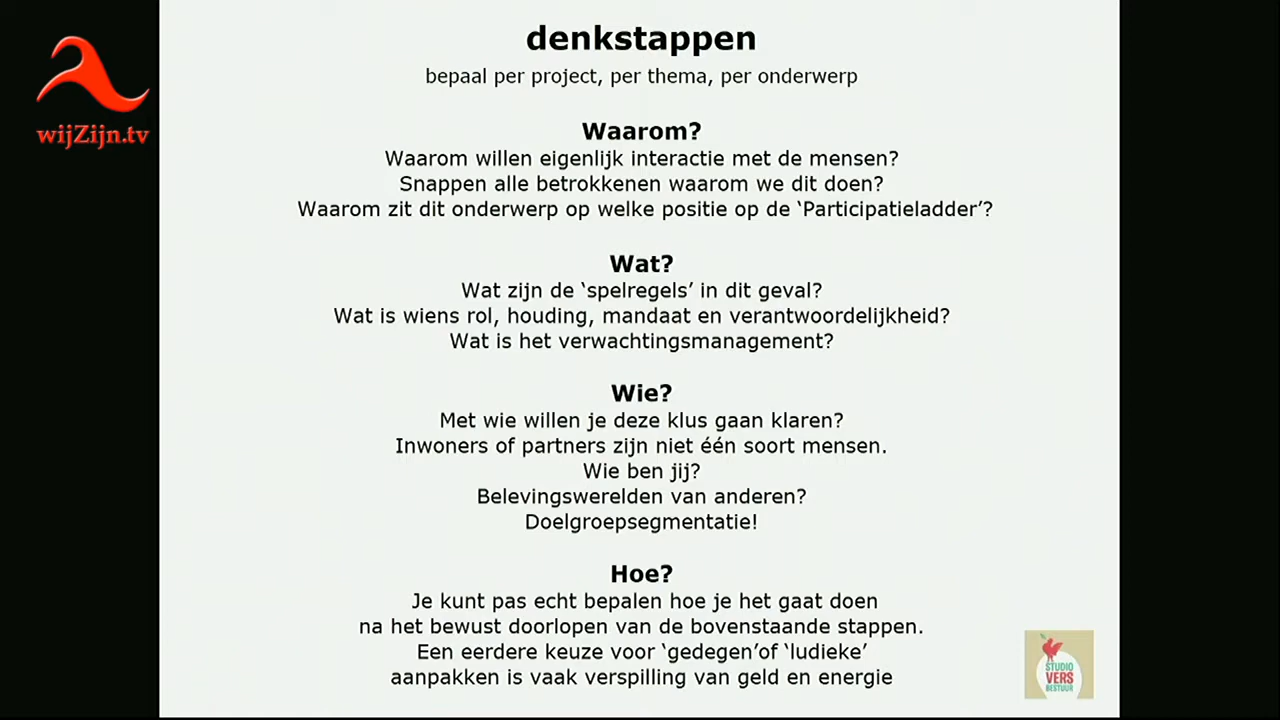 wijZijn.tv
denkstappen
bepaal per project, per thema, per onderwerp
Waarom?
Waarom willen eigenlijk interactie met de mensen?
Snappen alle betrokkenen waarom we dit doen?
Waarom zit dit onderwerp op welke positie op de ‘Participatieladder’?
Wat?
Wat zijn de ‘spelregels’ in dit geval?
Wat is wiens rol, houding, mandaat en verantwoordelijkheid?
Wat is het verwachtingsmanagement?
Wie?
Met wie willen je deze klus gaan klaren?
Inwoners of partners zijn niet één soort mensen.
Wie ben jij?
Belevingswerelden van anderen?
Doelgroepsegmentatie!
Hoe?
Je kunt pas echt bepalen hoe je het gaat doen
na het bewust doorlopen van de bovenstaande stappen.
Een eerdere keuze voor ‘gedegen’of ‘ludieke’
aanpakken is vaak verspilling van geld en energie
STUDIO
VERS
BESTUUR